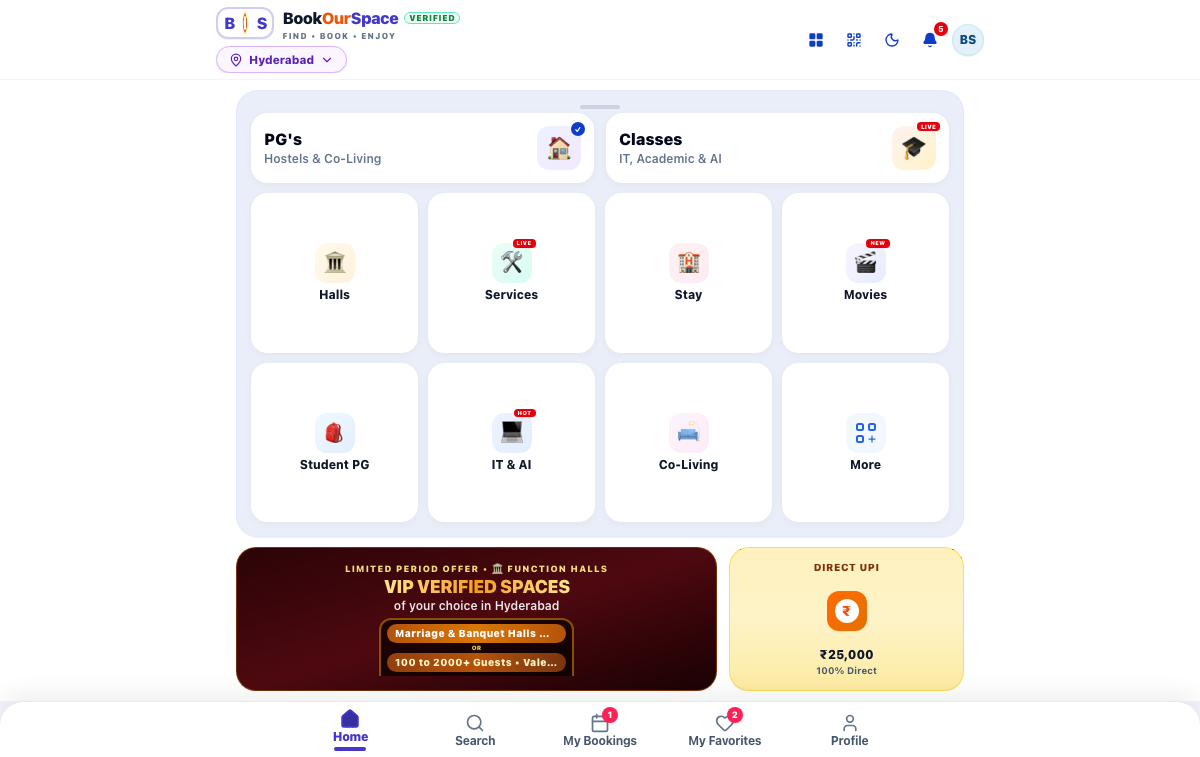 B S
BookOurSpace VERIFIED
FIND • BOOK • ENJOY
Hyderabad
5
BS
PG's
Hostels & Co-Living
LIVE
Classes
IT, Academic & AI
Halls
LIVE
Services
Stay
NEW
Movies
Student PG
HOT
IT & AI
Co-Living
More
LIMITED PERIOD OFFER • 🏛️ FUNCTION HALLS
VIP VERIFIED SPACES
of your choice in Hyderabad
Marriage & Banquet Halls ...
OR
100 to 2000+ Guests • Vale...
DIRECT UPI
₹
₹25,000
100% Direct
Home
Search
1
My Bookings
2
My Favorites
Profile